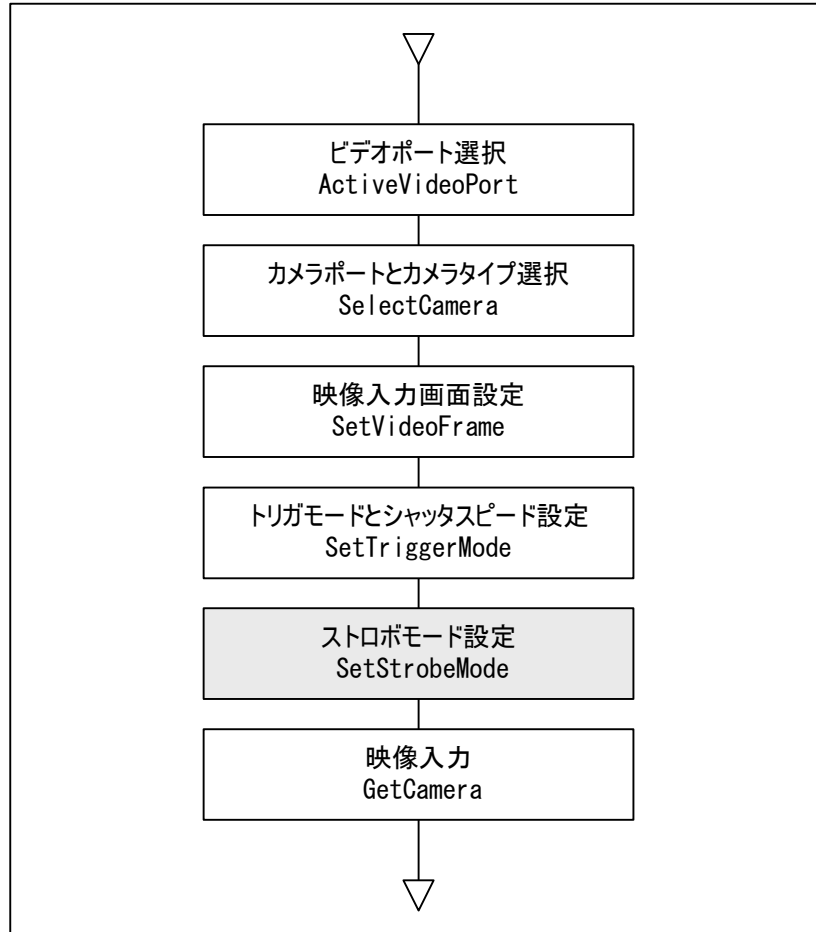 ビデオポート選択
ActiveVideoPort
カメラポートとカメラタイプ選択
SelectCamera
映像入力画面設定
SetVideoFrame
トリガモードとシャッタスピード設定
SetTriggerMode
ストロボモード設定
SetStrobeMode
映像入力
GetCamera